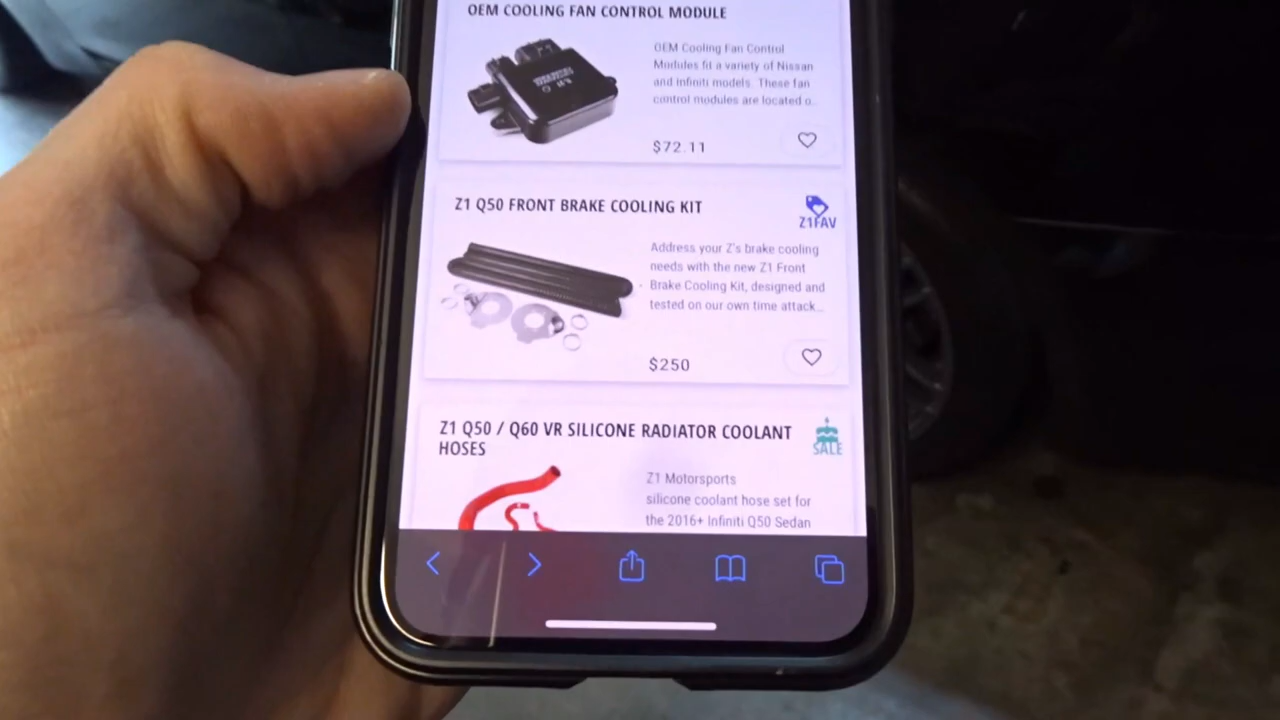 OEM COOLING FAN CONTROL MODULE
OEM Cooling Fan Control
Modules fit a variety of Nissan
and Infiniti models. These fan
control modules are located o...
$72.11
Z1 Q50 FRONT BRAKE COOLING KIT
Z1FAV
Address your Z's brake cooling
needs with the new Z1 Front
Brake Cooling Kit, designed and
tested on our own time attack...
$250
Z1 Q50 / Q60 VR SILICONE RADIATOR COOLANT
HOSES
SALE
Z1 Motorsports
silicone coolant hose set for
the 2016+ Infiniti Q50 Sedan